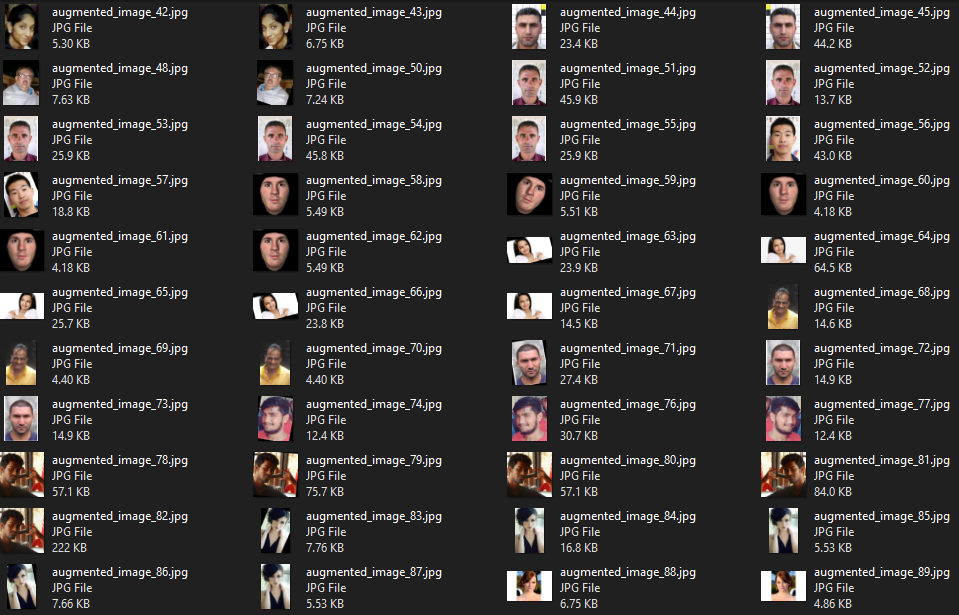 augmented_image_42.jpg
JPG File
5.30 KB
augmented_image_43.jpg
JPG File
6.75 KB
augmented_image_44.jpg
JPG File
23.4 KB
augmented_image_45.jpg
JPG File
44.2 KB
augmented_image_48.jpg
JPG File
7.63 KB
augmented_image_50.jpg
JPG File
7.24 KB
augmented_image_51.jpg
JPG File
45.9 KB
augmented_image_52.jpg
JPG File
13.7 KB
augmented_image_53.jpg
JPG File
25.9 KB
augmented_image_54.jpg
JPG File
45.8 KB
augmented_image_55.jpg
JPG File
25.9 KB
augmented_image_56.jpg
JPG File
43.0 KB
augmented_image_57.jpg
JPG File
18.8 KB
augmented_image_58.jpg
JPG File
5.49 KB
augmented_image_59.jpg
JPG File
5.51 KB
augmented_image_60.jpg
JPG File
4.18 KB
augmented_image_61.jpg
JPG File
4.18 KB
augmented_image_62.jpg
JPG File
5.49 KB
augmented_image_63.jpg
JPG File
23.9 KB
augmented_image_64.jpg
JPG File
64.5 KB
augmented_image_65.jpg
JPG File
25.7 KB
augmented_image_66.jpg
JPG File
23.8 KB
augmented_image_67.jpg
JPG File
14.5 KB
augmented_image_68.jpg
JPG File
14.6 KB
augmented_image_69.jpg
JPG File
4.40 KB
augmented_image_70.jpg
JPG File
4.40 KB
augmented_image_71.jpg
JPG File
27.4 KB
augmented_image_72.jpg
JPG File
14.9 KB
augmented_image_73.jpg
JPG File
14.9 KB
augmented_image_74.jpg
JPG File
12.4 KB
augmented_image_76.jpg
JPG File
30.7 KB
augmented_image_77.jpg
JPG File
12.4 KB
augmented_image_78.jpg
JPG File
57.1 KB
augmented_image_79.jpg
JPG File
75.7 KB
augmented_image_80.jpg
JPG File
57.1 KB
augmented_image_81.jpg
JPG File
84.0 KB
augmented_image_82.jpg
JPG File
222 KB
augmented_image_83.jpg
JPG File
7.76 KB
augmented_image_84.jpg
JPG File
16.8 KB
augmented_image_85.jpg
JPG File
5.53 KB
augmented_image_86.jpg
JPG File
7.66 KB
augmented_image_87.jpg
JPG File
5.53 KB
augmented_image_88.jpg
JPG File
6.75 KB
augmented_image_89.jpg
JPG File
4.86 KB